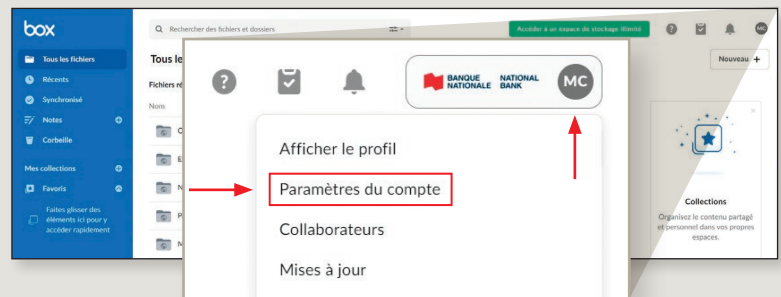 box
Rechercher des fichiers et dossiers
Accéder à un espace de stockage illimité
MC
Tous les fichiers
Récents
Synchronisé
Notes
Corbeille
Mes collections
Favoris
Faites glisser des
éléments ici pour y
accéder rapidement
Tous le
Fichiers ré
Nom
Nouveau +
BANQUE NATIONALE
NATIONAL BANK
MC
Afficher le profil
Paramètres du compte
Collaborateurs
Mises à jour
Collections
Organisez le contenu partagé
et personnel dans vos propres
espaces.